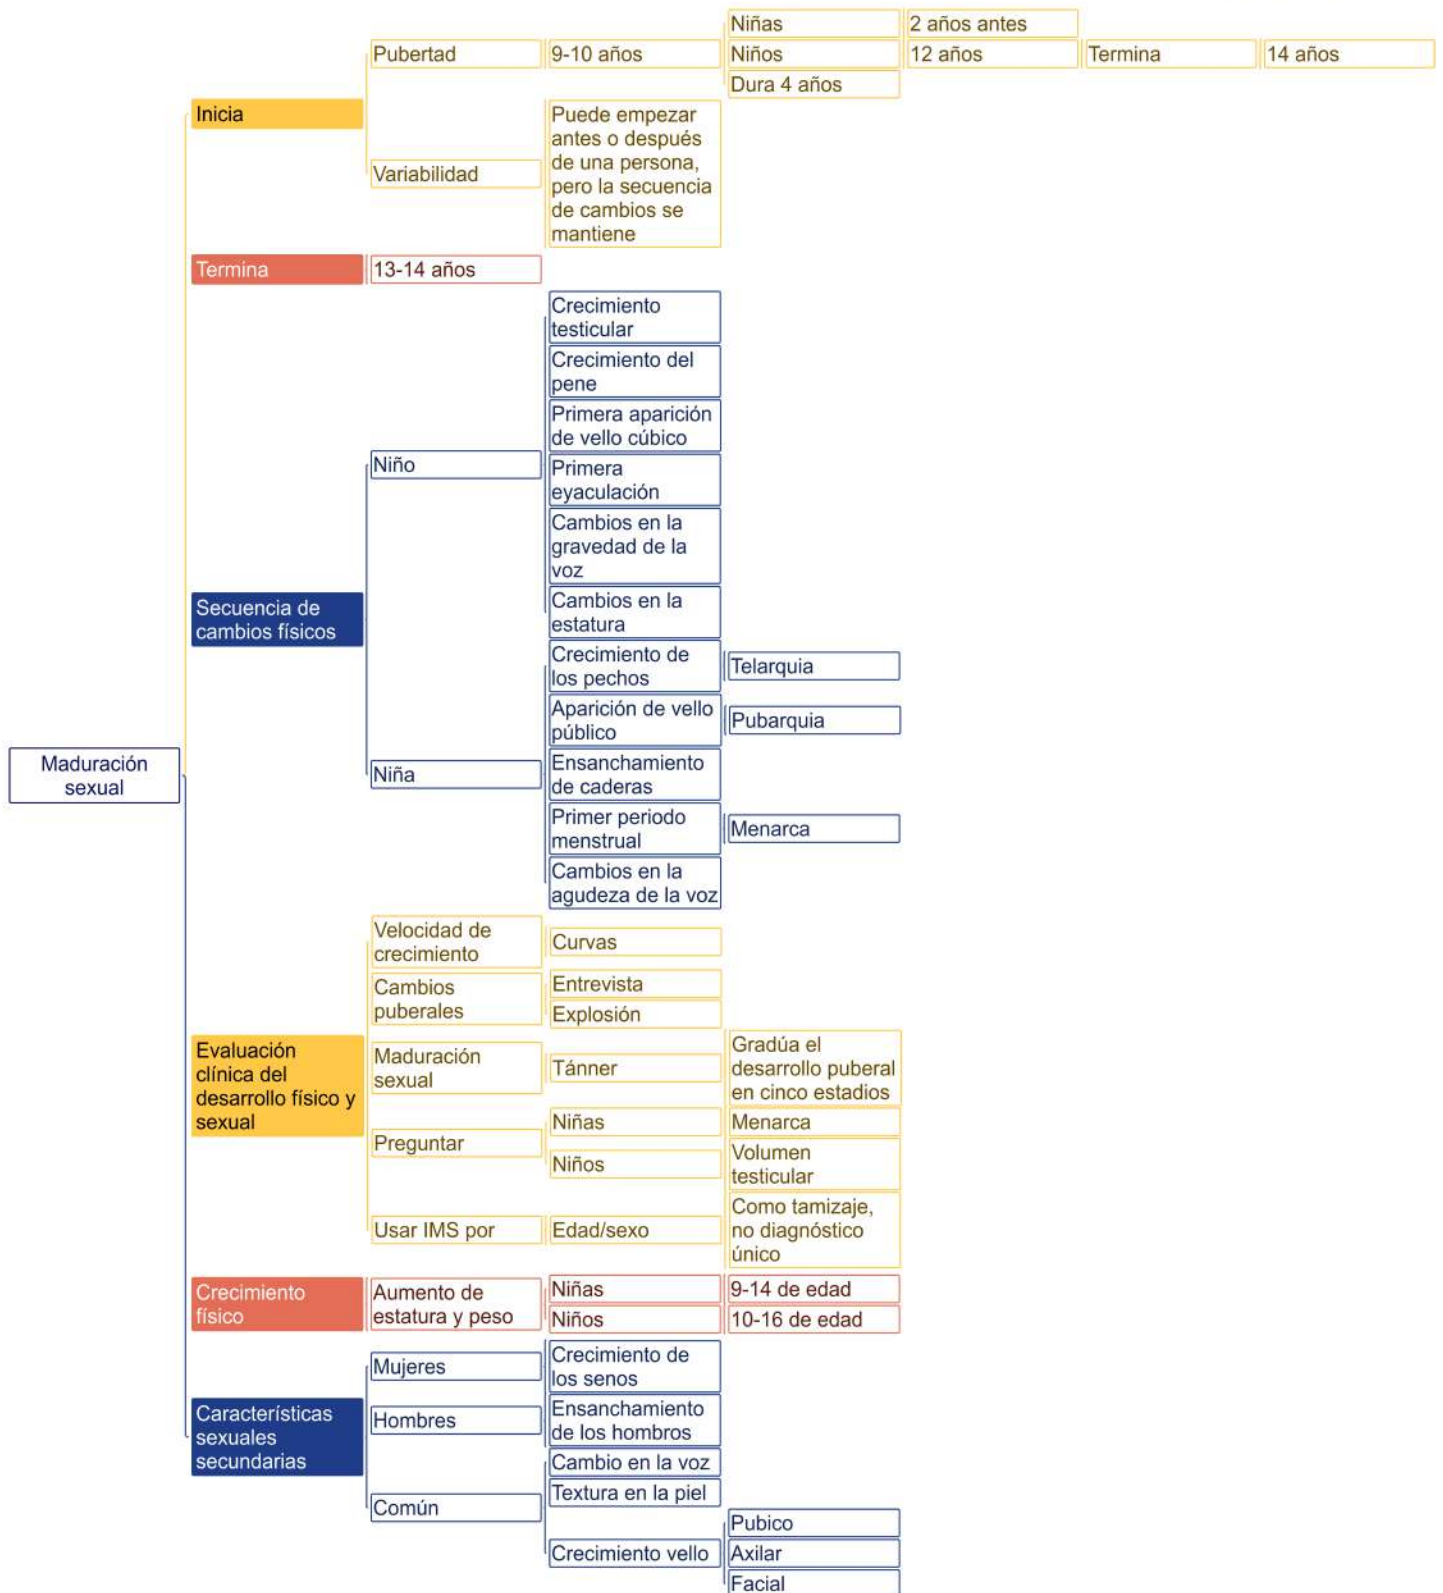 Niñas
2 años antes
Pubertad
9-10 años
Niños
12 años
Termina
14 años
Dura 4 años
Inicia
Puede empezar
antes o después
de una persona,
pero la secuencia
de cambios se
mantiene
Variabilidad
Termina
13-14 años
Crecimiento
testicular
Crecimiento del
pene
Primera aparición
de vello cúbico
Niño
Primera
eyaculación
Cambios en la
gravedad de la
voz
Cambios en la
estatura
Secuencia de
cambios físicos
Crecimiento de
los pechos
Telarquia
Aparición de vello
público
Pubarquia
Maduración
sexual
Niña
Ensanchamiento
de caderas
Primer periodo
menstrual
Menarca
Cambios en la
agudeza de la voz
Velocidad de
crecimiento
Curvas
Cambios
puberales
Entrevista
Explosión
Evaluación
clínica del
desarrollo físico y
sexual
Maduración
sexual
Tánner
Gradúa el
desarrollo puberal
en cinco estadios
Preguntar
Niñas
Menarca
Niños
Volumen
testicular
Usar IMS por
Edad/sexo
Como tamizaje,
no diagnóstico
único
Crecimiento
físico
Aumento de
estatura y peso
Niñas
9-14 de edad
Niños
10-16 de edad
Mujeres
Crecimiento de
los senos
Características
sexuales
secundarias
Hombres
Ensanchamiento
de los hombros
Común
Cambio en la voz
Textura en la piel
Crecimiento vello
Pubico
Axilar
Facial